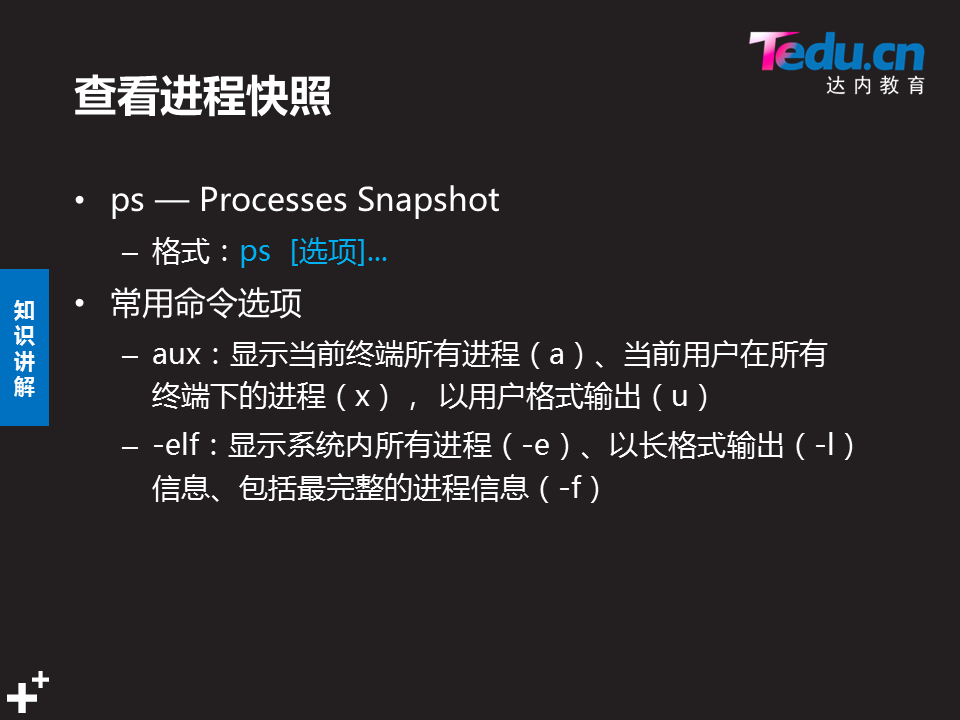 Tedu.cn
达内教育
查看进程快照
• ps — Processes Snapshot
– 格式：ps [选项]...
• 常用命令选项
– aux：显示当前终端所有进程（a）、当前用户在所有
终端下的进程（x）， 以用户格式输出（u）
– -elf：显示系统内所有进程（-e）、以长格式输出（-l）
信息、包括最完整的进程信息（-f）
知识讲解